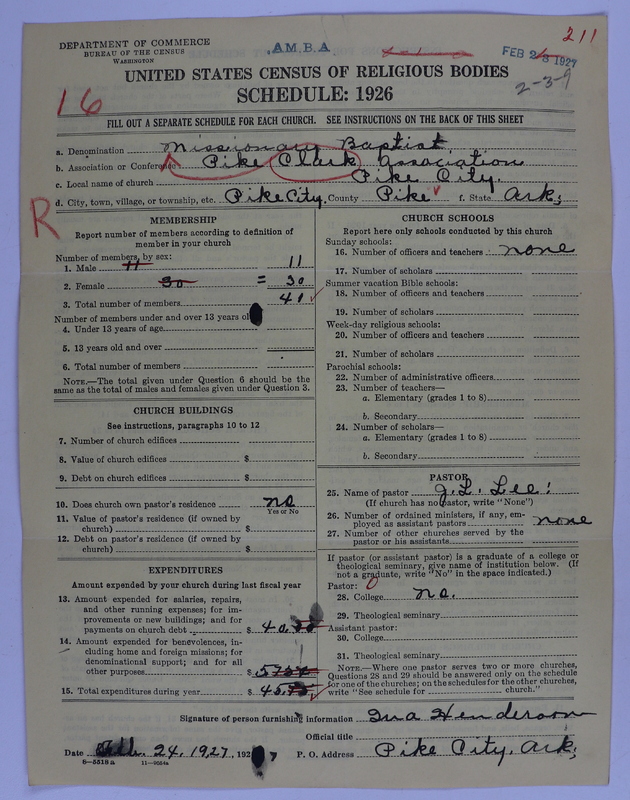 DEPARTMENT OF COMMERCE
BUREAU OF THE CENSUS
WASHINGTON
A.M.B.A
211
FEB 23 1927
2-3-9
UNITED STATES CENSUS OF RELIGIOUS BODIES
SCHEDULE: 1926
16
FILL OUT A SEPARATE SCHEDULE FOR EACH CHURCH. SEE INSTRUCTIONS ON THE BACK OF THIS SHEET
a. Denomination Missionary Baptist
b. Association or Conference Pike Clark Association
c. Local name of church Pike City.
d. City, town, village, or township, etc. Pike City. County Pike f. State Ark;
R
MEMBERSHIP
Report number of members according to definition of
member in your church
Number of members, by sex:
1. Male 11 11
2. Female 30 = 30
3. Total number of members 41
Number of members under and over 13 years old
4. Under 13 years of age
5. 13 years old and over
6. Total number of members
NOTE.—The total given under Question 6 should be the
same as the total of males and females given under Question 3.
CHURCH BUILDINGS
See instructions, paragraphs 10 to 12
7. Number of church edifices
8. Value of church edifices $
9. Debt on church edifices $
10. Does church own pastor's residence no
Yes or No
11. Value of pastor's residence (if owned by
church) $
12. Debt on pastor's residence (if owned by
church) $
EXPENDITURES
Amount expended by your church during last fiscal year
13. Amount expended for salaries, repairs,
and other running expenses; for im-
provements or new buildings; and for
payments on church debt $ 40.
14. Amount expended for benevolences, in-
cluding home and foreign missions; for
denominational support; and for all
other purposes $ 5
15. Total expenditures during year $ 45.
CHURCH SCHOOLS
Report here only schools conducted by this church
Sunday schools:
16. Number of officers and teachers none
17. Number of scholars
Summer vacation Bible schools:
18. Number of officers and teachers
19. Number of scholars
Week-day religious schools:
20. Number of officers and teachers
21. Number of scholars
Parochial schools:
22. Number of administrative officers
23. Number of teachers—
a. Elementary (grades 1 to 8)
b. Secondary
24. Number of scholars—
a. Elementary (grades 1 to 8)
b. Secondary
PASTOR
25. Name of pastor J. L. Lee;
(If church has no pastor, write "None")
26. Number of ordained ministers, if any, em-
ployed as assistant pastors none
27. Number of other churches served by the
pastor or his assistants
If pastor (or assistant pastor) is a graduate of a college or
theological seminary, give name of institution below. (If
not a graduate, write "No" in the space indicated.)
Pastor: 0
28. College no.
29. Theological seminary
Assistant pastor:
30. College
31. Theological seminary
NOTE.—Where one pastor serves two or more churches,
Questions 28 and 29 should be answered only on the schedule
for one of the churches; on the schedules for the other churches,
write "See schedule for church."
Signature of person furnishing information Ina Henderson
Official title
Date Feb. 24, 1927, 192 7 P. O. Address Pike City, Ark;
8—5518 a 11—9554a